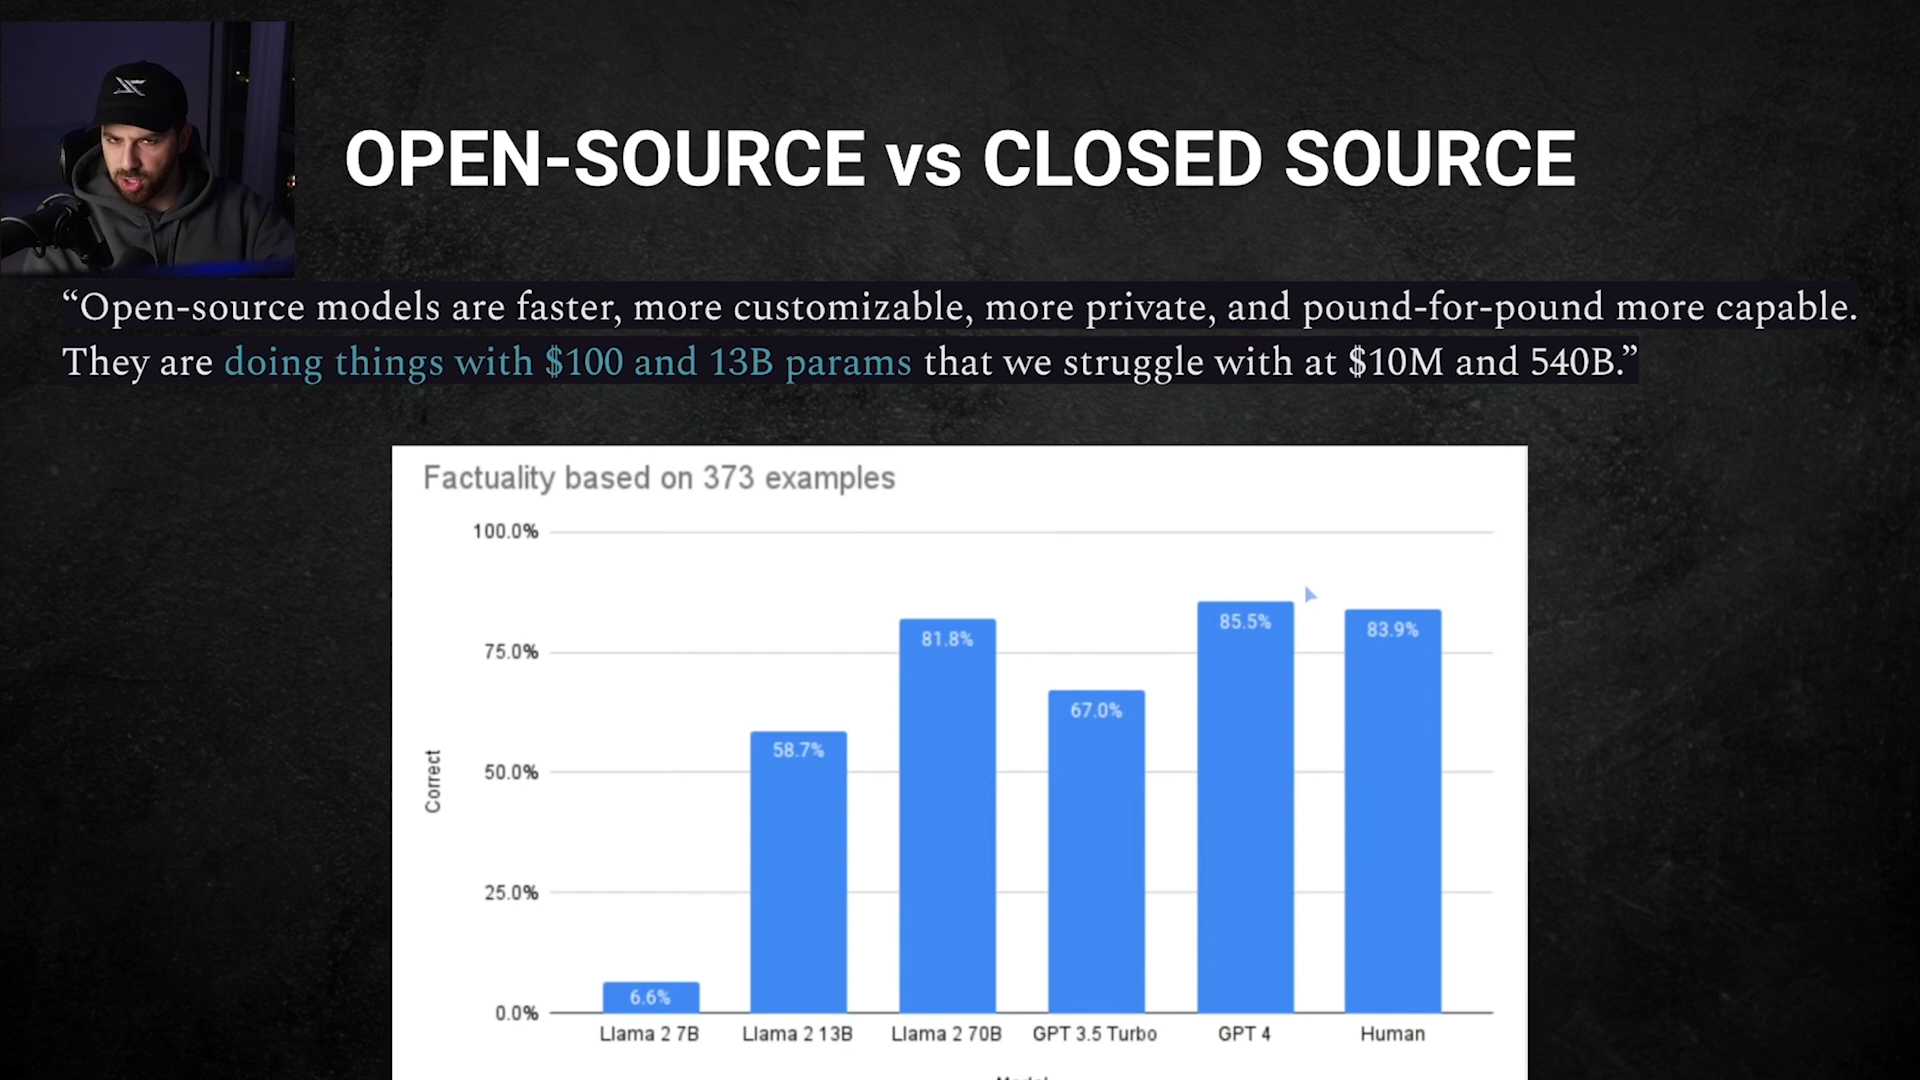 OPEN-SOURCE vs CLOSED SOURCE
“Open-source models are faster, more customizable, more private, and pound-for-pound more capable.
They are doing things with $100 and 13B params that we struggle with at $10M and 540B.”
Factuality based on 373 examples
100.0%
75.0%
50.0%
25.0%
0.0%
Correct
6.6%
58.7%
81.8%
67.0%
85.5%
83.9%
Llama 2 7B
Llama 2 13B
Llama 2 70B
GPT 3.5 Turbo
GPT 4
Human